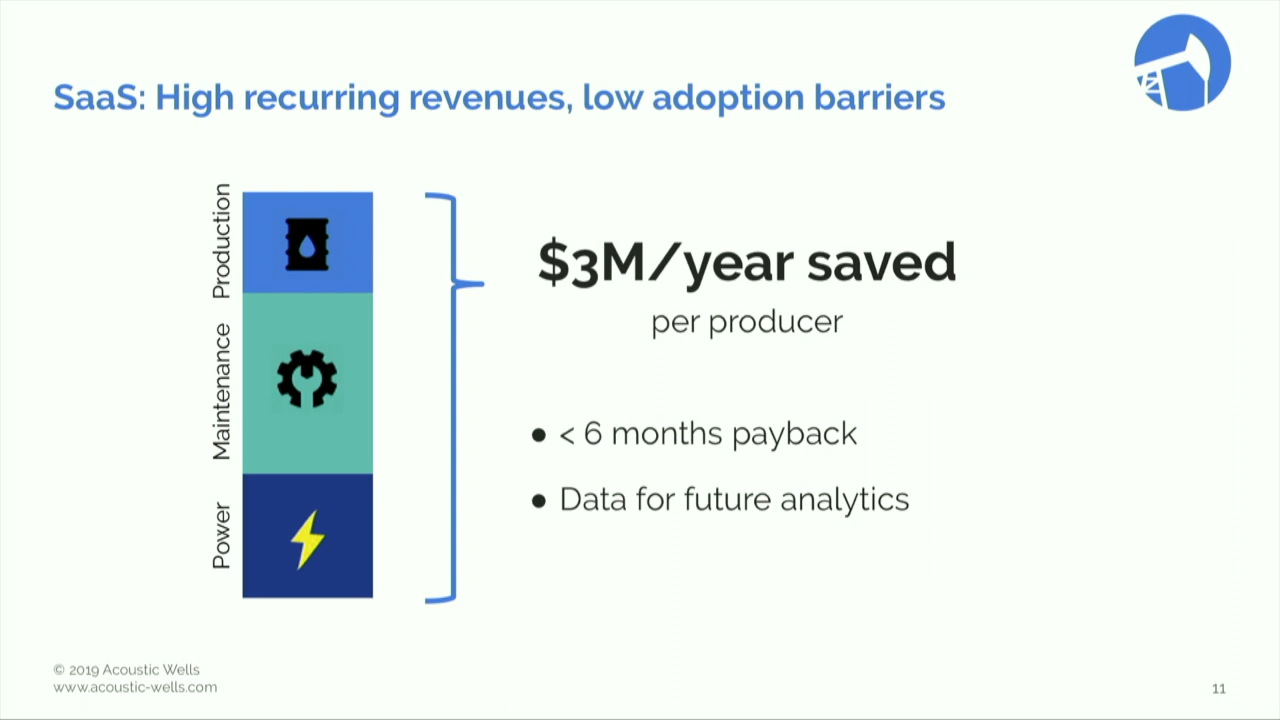 SaaS: High recurring revenues, low adoption barriers
Production
Maintenance
Power
$3M/year saved
per producer
● < 6 months payback
● Data for future analytics
© 2019 Acoustic Wells
www.acoustic-wells.com
11